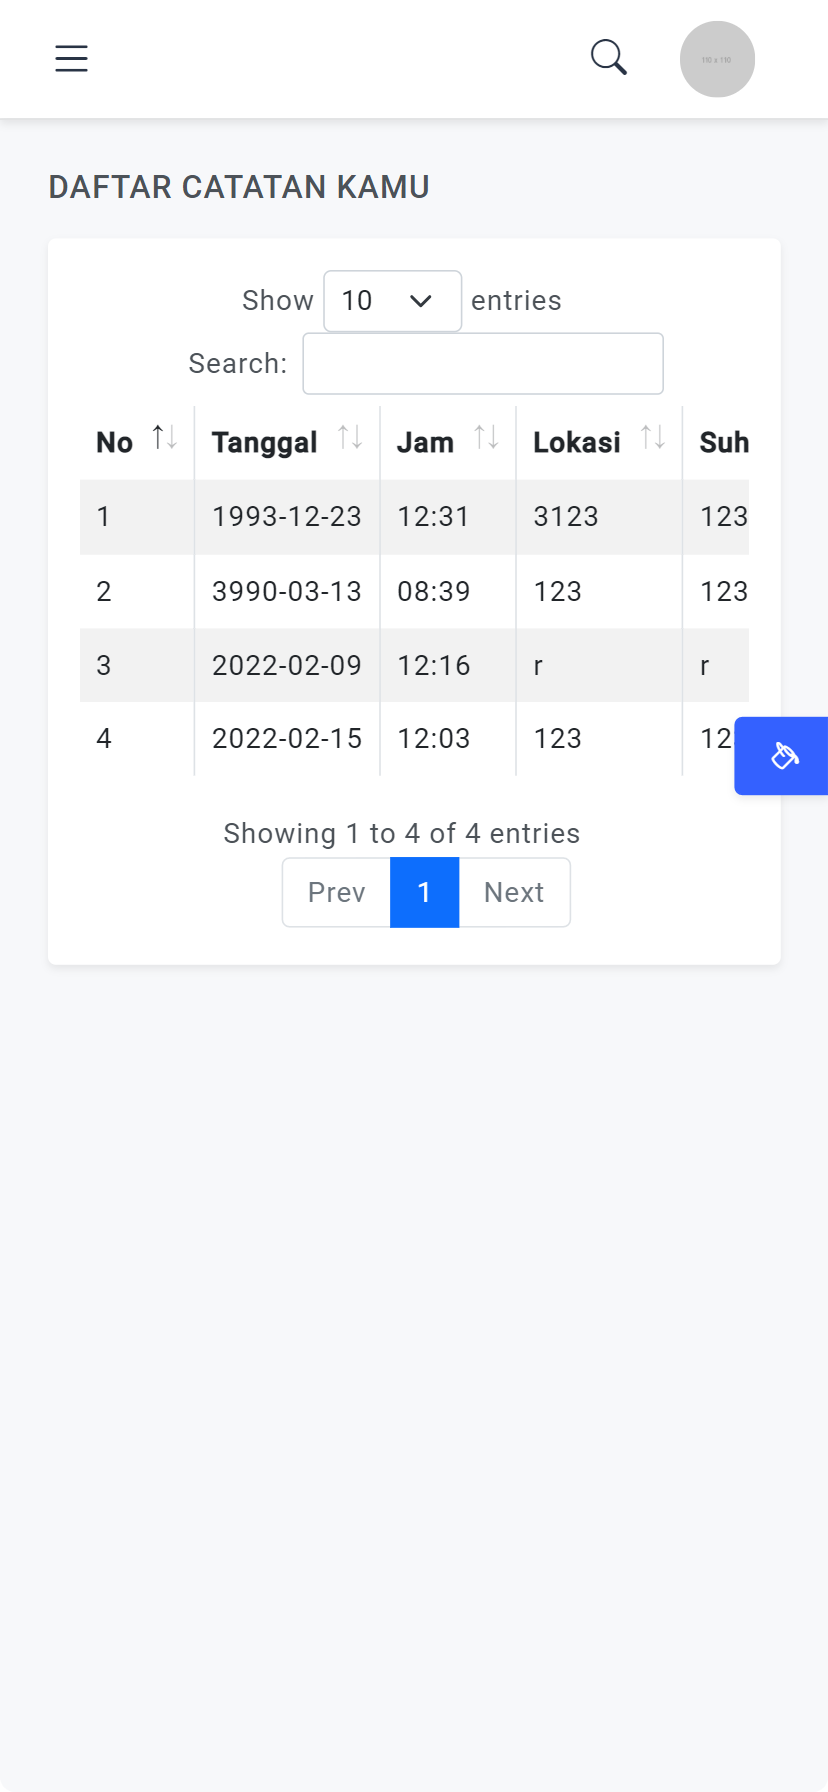 110 x 110
DAFTAR CATATAN KAMU
Show 10 entries
Search:
No Tanggal Jam Lokasi Suh
1 1993-12-23 12:31 3123 123
2 3990-03-13 08:39 123 123
3 2022-02-09 12:16 r r
4 2022-02-15 12:03 123 12
Showing 1 to 4 of 4 entries
Prev 1 Next